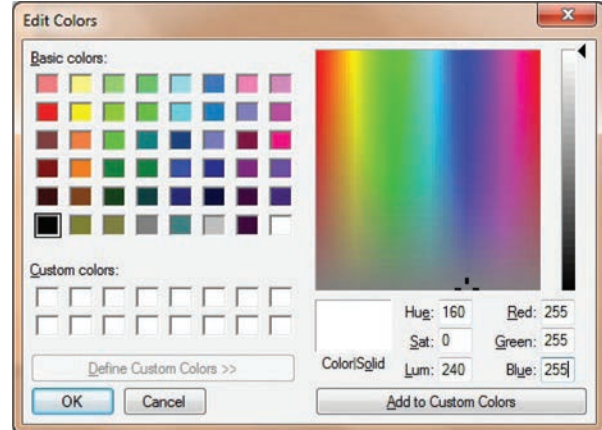 Edit Colors
Basic colors:
Custom colors:
Define Custom Colors >>
OK
Cancel
Color|Solid
Hue: 160
Sat: 0
Lum: 240
Red: 255
Green: 255
Blue: 255
Add to Custom Colors